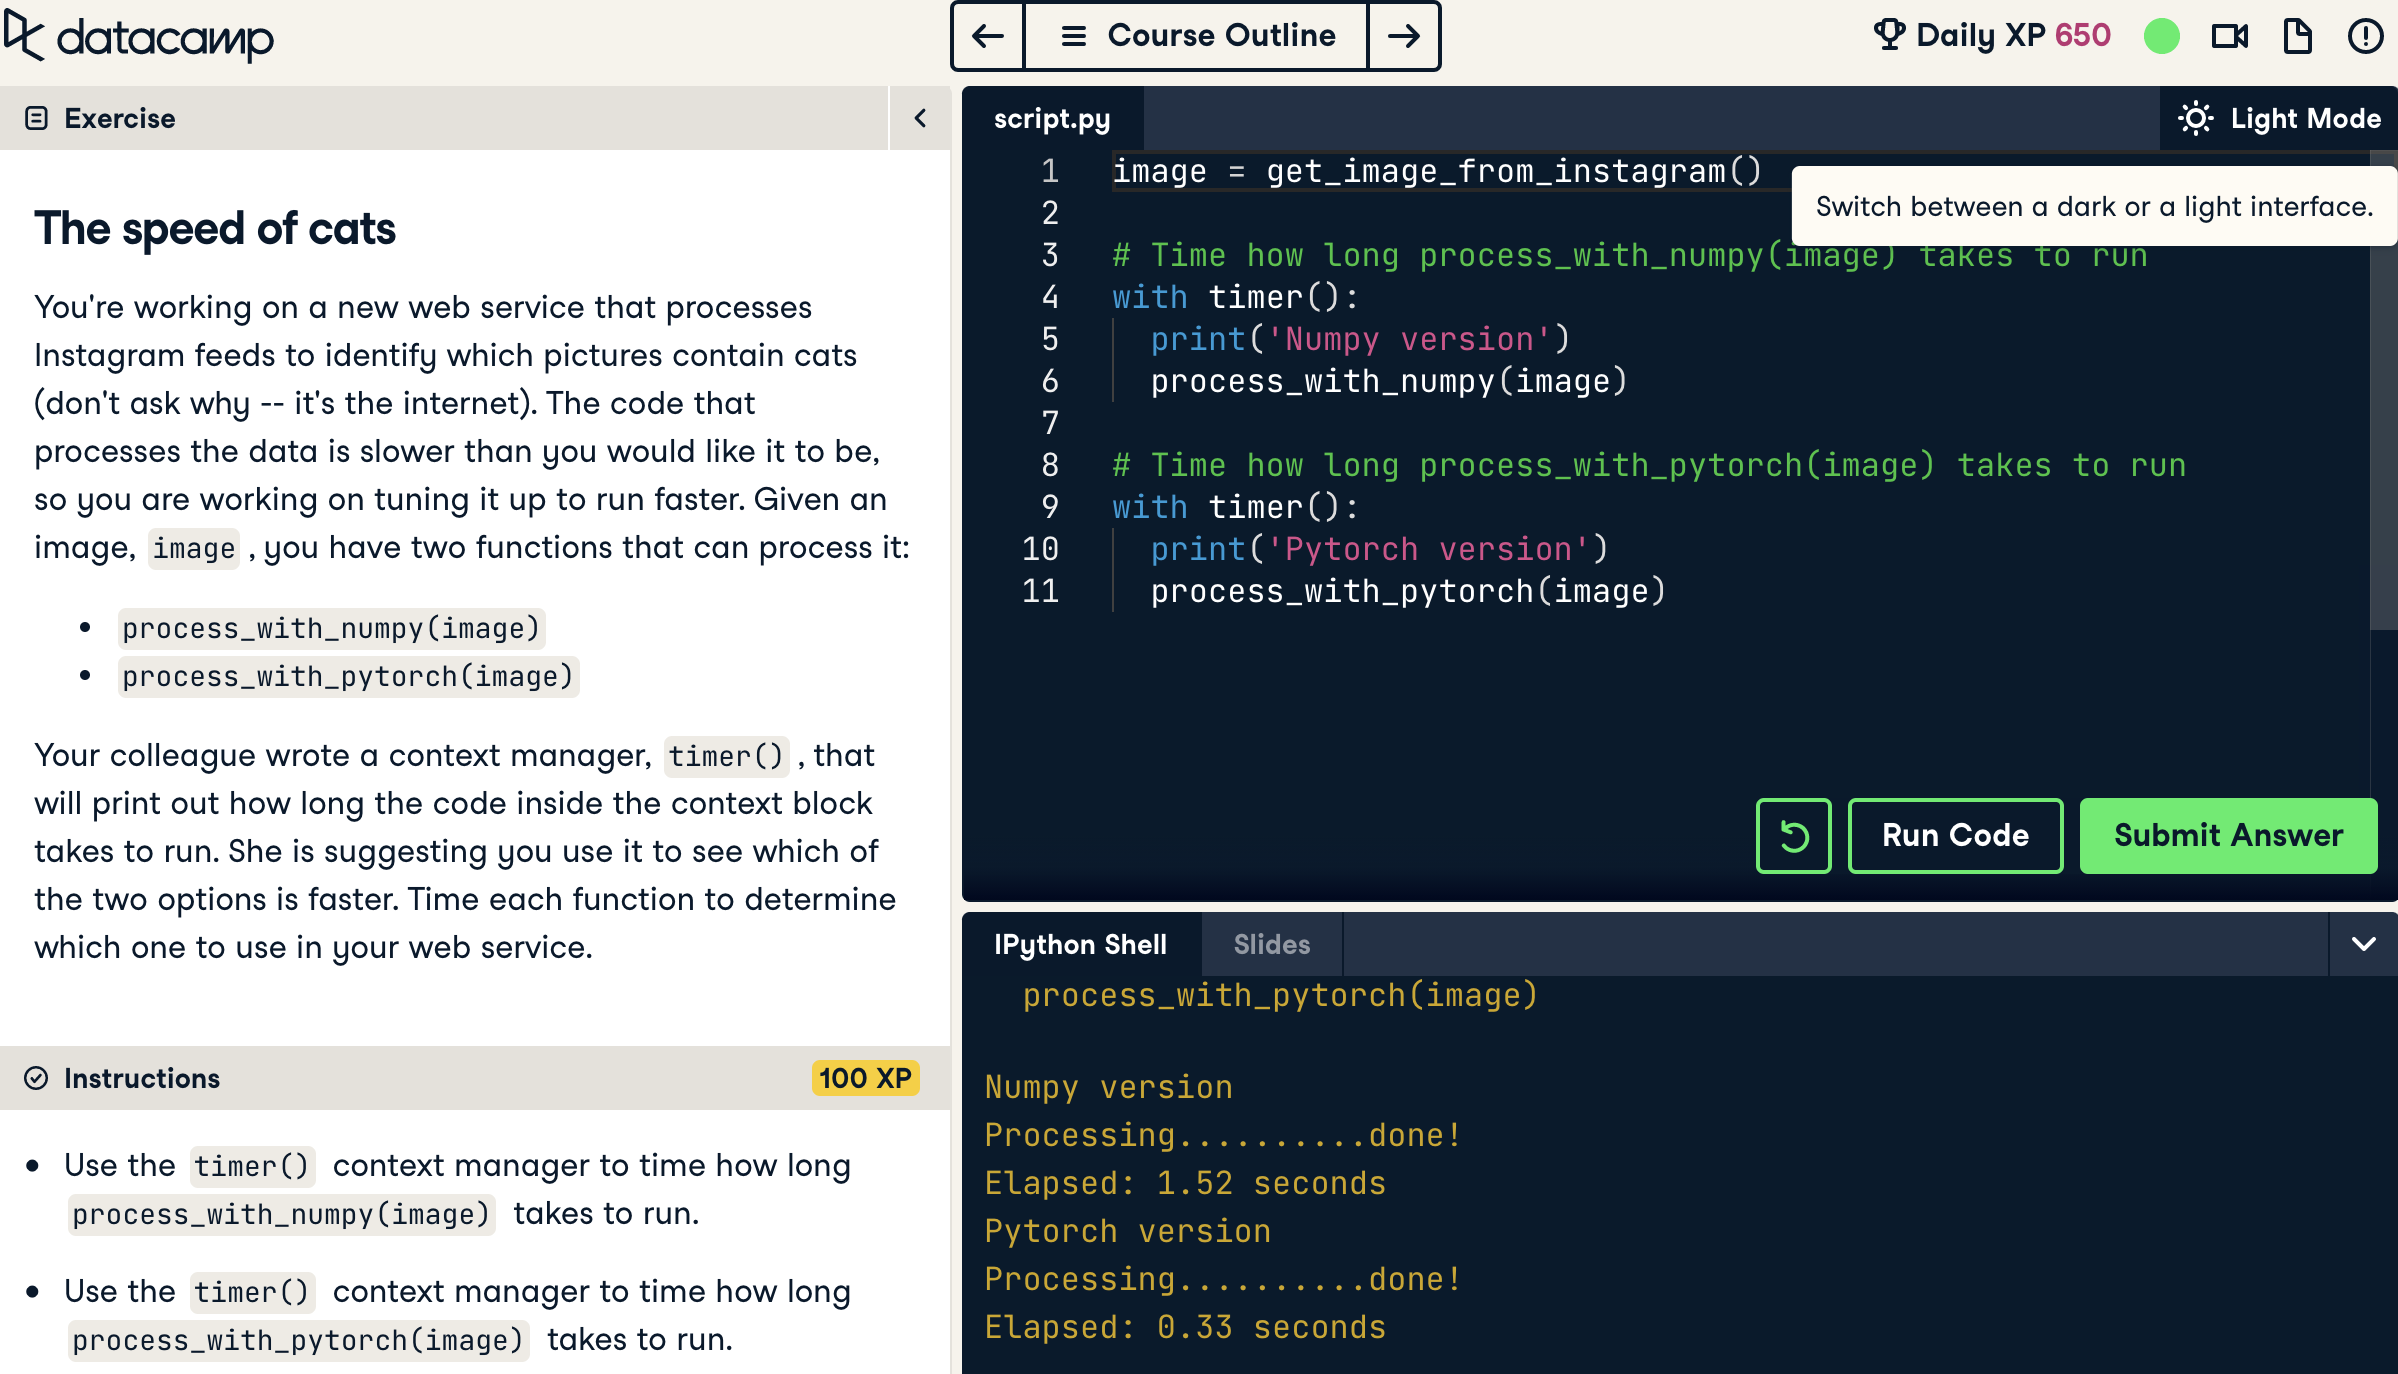 datacamp
Course Outline
Daily XP 650
Exercise
The speed of cats
You're working on a new web service that processes
Instagram feeds to identify which pictures contain cats
(don't ask why -- it's the internet). The code that
processes the data is slower than you would like it to be,
so you are working on tuning it up to run faster. Given an
image, image , you have two functions that can process it:
• process_with_numpy(image)
• process_with_pytorch(image)
Your colleague wrote a context manager, timer() , that
will print out how long the code inside the context block
takes to run. She is suggesting you use it to see which of
the two options is faster. Time each function to determine
which one to use in your web service.
Instructions
100 XP
• Use the timer() context manager to time how long
process_with_numpy(image) takes to run.
• Use the timer() context manager to time how long
process_with_pytorch(image) takes to run.
script.py
Light Mode
Switch between a dark or a light interface.
1 image = get_image_from_instagram()
2
3 # Time how long process_with_numpy(image) takes to run
4 with timer():
5 print('Numpy version')
6 process_with_numpy(image)
7
8 # Time how long process_with_pytorch(image) takes to run
9 with timer():
10 print('Pytorch version')
11 process_with_pytorch(image)
Run Code
Submit Answer
IPython Shell
Slides
process_with_pytorch(image)
Numpy version
Processing..........done!
Elapsed: 1.52 seconds
Pytorch version
Processing..........done!
Elapsed: 0.33 seconds